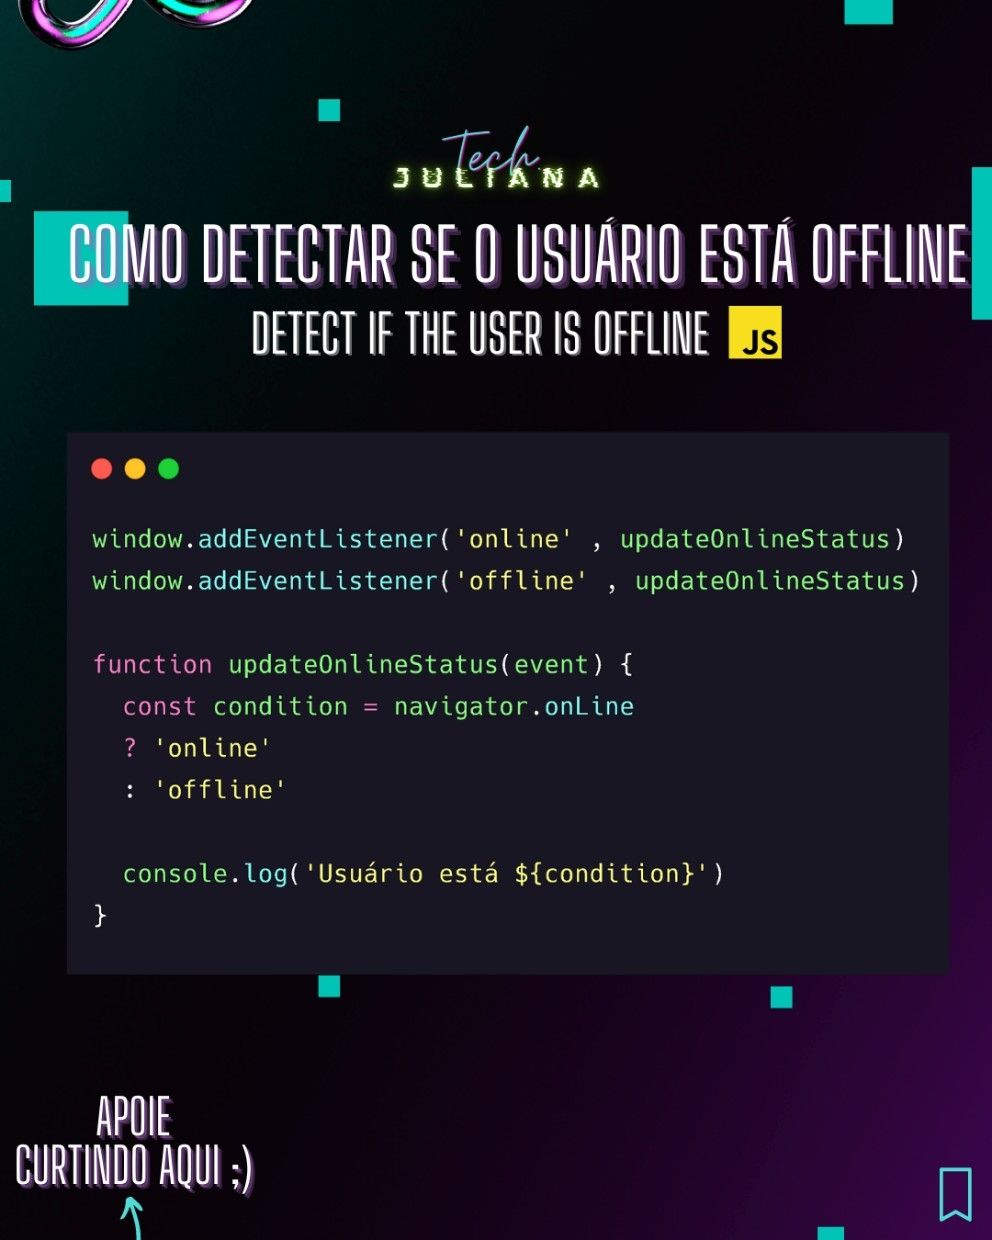 Tech
JULIANA
COMO DETECTAR SE O USUÁRIO ESTÁ OFFLINE
DETECT IF THE USER IS OFFLINE JS
window.addEventListener('online' , updateOnlineStatus)
window.addEventListener('offline' , updateOnlineStatus)
function updateOnlineStatus(event) {
const condition = navigator.onLine
? 'online'
: 'offline'
console.log('Usuário está ${condition}')
}
APOIE
CURTINDO AQUI ;)